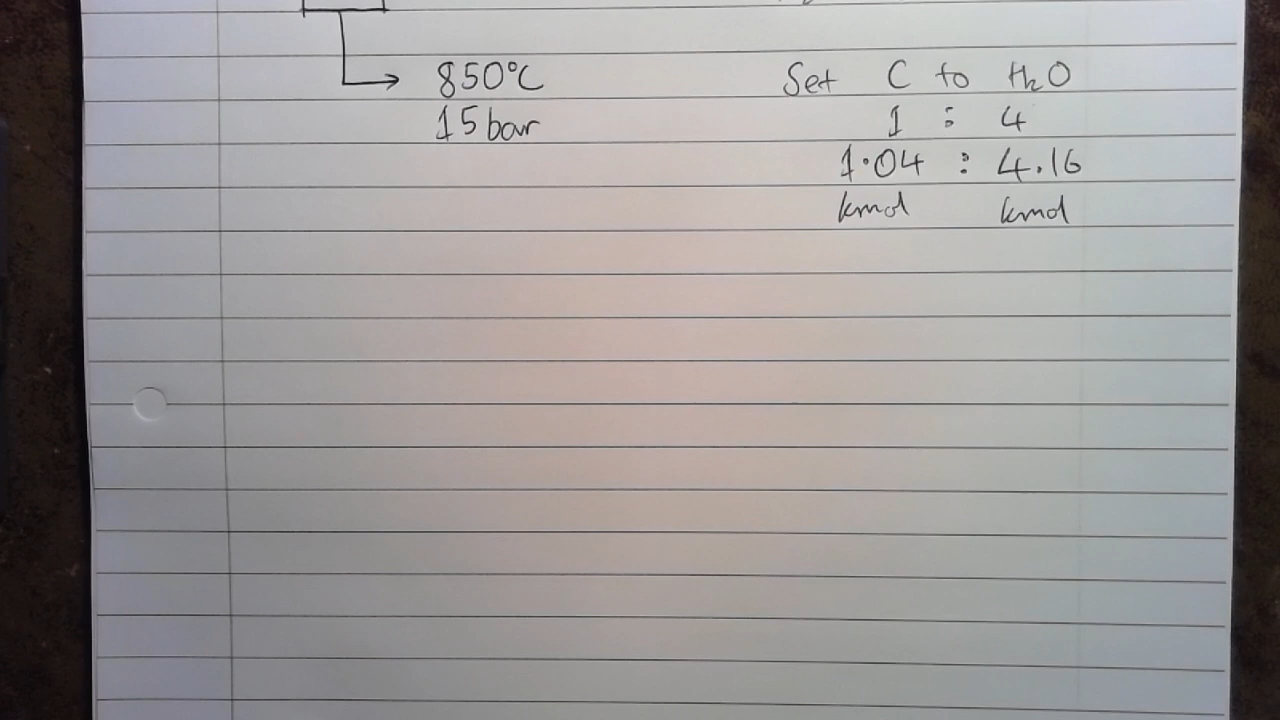 850°C
15 bar
Set C to H2O
1 : 4
1.04 : 4.16
kmol kmol